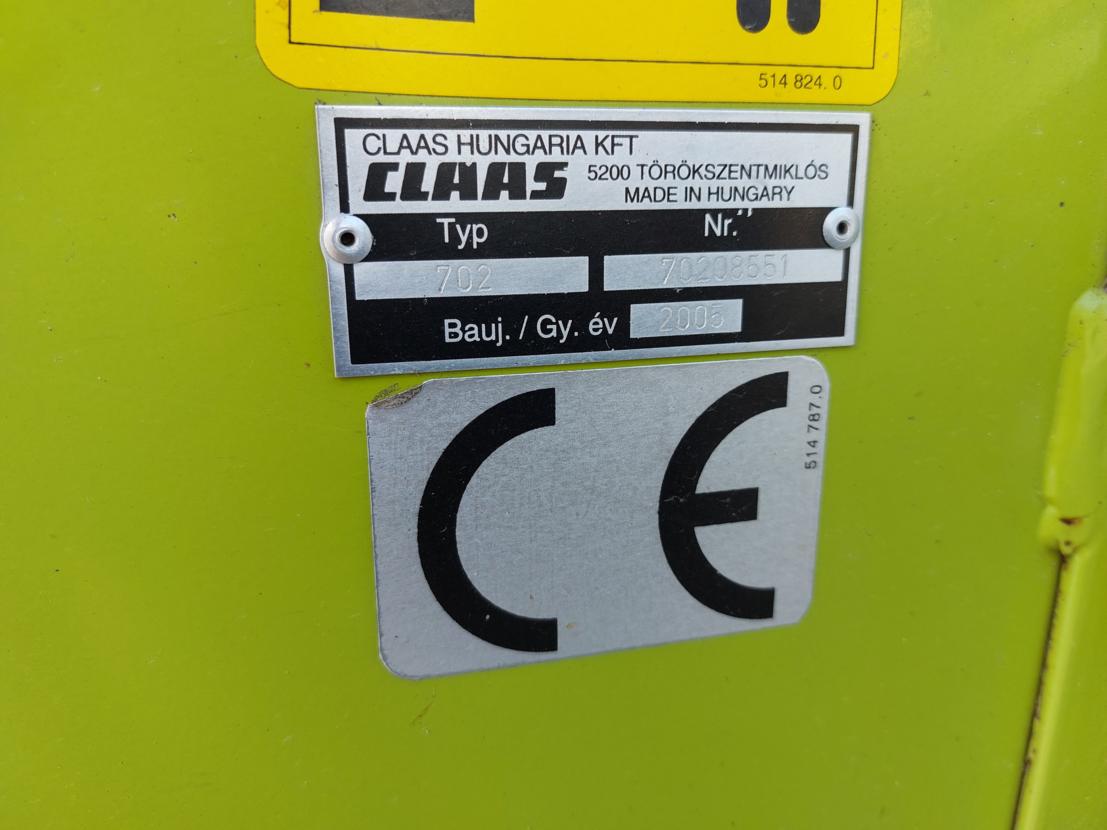 514 824.0
CLAAS HUNGARIA KFT
CLAAS 5200 TÖRÖKSZENTMIKLÓS
MADE IN HUNGARY
Typ Nr.
702 70208551
Bauj. / Gy. év 2005
CE
514 787.0